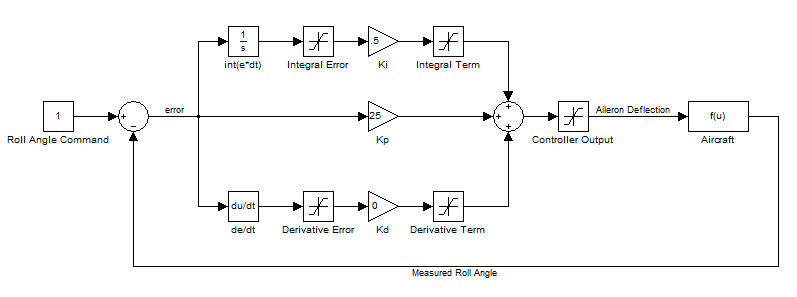 1
s
.5
int(e*dt)
Integral Error
Ki
Integral Term
error
+
+
Aileron Deflection
1
+
−
25
+
f(u)
Roll Angle Command
Kp
Controller Output
Aircraft
du/dt
0
de/dt
Derivative Error
Kd
Derivative Term
Measured Roll Angle